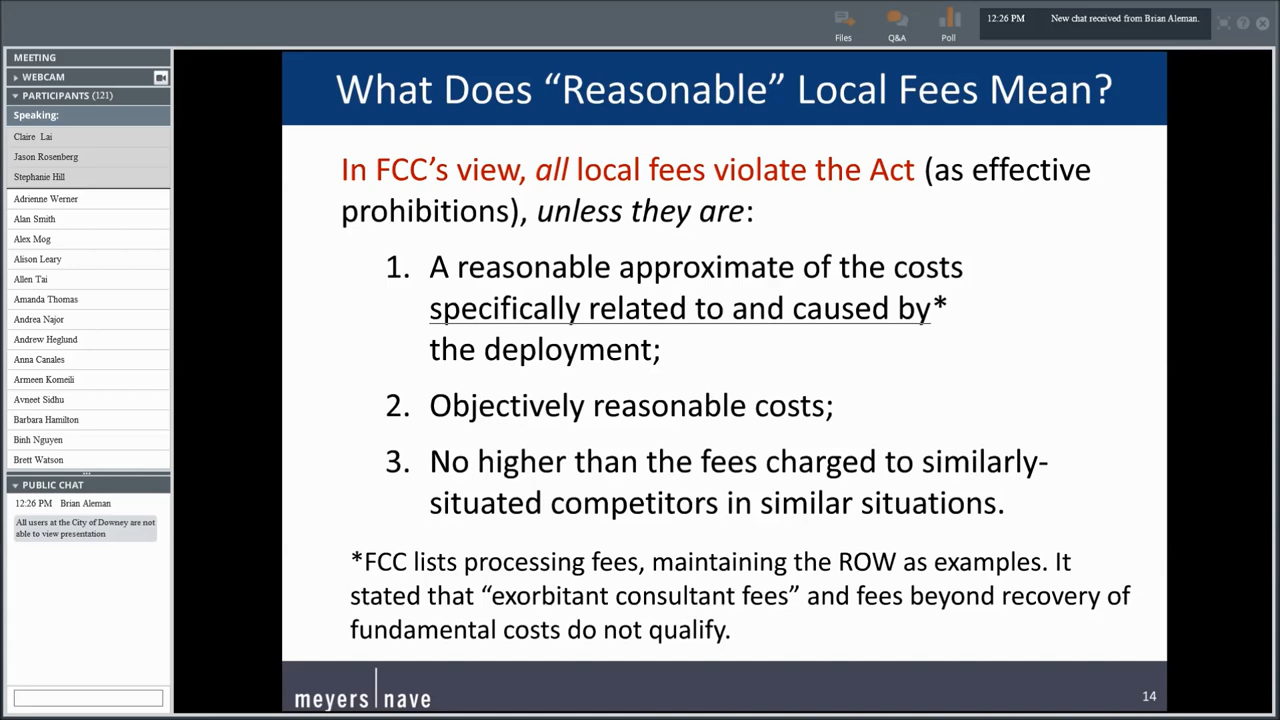 Files
Q&A
Poll
12:26 PM New chat received from Brian Aleman.
MEETING
WEBCAM
PARTICIPANTS (121)
Speaking:
Claire Lai
Jason Rosenberg
Stephanie Hill
Adrienne Werner
Alan Smith
Alex Mog
Alison Leary
Allen Tai
Amanda Thomas
Andrea Najor
Andrew Heglund
Anna Canales
Armeen Komeili
Avneet Sidhu
Barbara Hamilton
Binh Nguyen
Brett Watson
PUBLIC CHAT
12:26 PM Brian Aleman
All users at the City of Downey are not
able to view presentation
What Does “Reasonable” Local Fees Mean?
In FCC’s view, all local fees violate the Act (as effective
prohibitions), unless they are:
1. A reasonable approximate of the costs
specifically related to and caused by*
the deployment;
2. Objectively reasonable costs;
3. No higher than the fees charged to similarly-
situated competitors in similar situations.
*FCC lists processing fees, maintaining the ROW as examples. It
stated that “exorbitant consultant fees” and fees beyond recovery of
fundamental costs do not qualify.
meyers nave
14